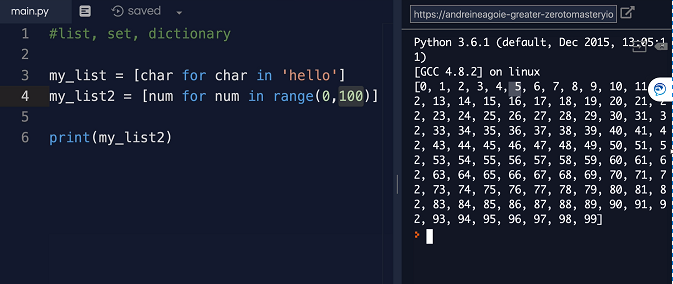 main.py
saved
https://andreineagoie-greater-zerotomasteryio
1 #list, set, dictionary
2
3 my_list = [char for char in 'hello']
4 my_list2 = [num for num in range(0,100)]
5
6 print(my_list2)
Python 3.6.1 (default, Dec 2015, 13:05:1
1)
[GCC 4.8.2] on linux
[0, 1, 2, 3, 4, 5, 6, 7, 8, 9, 10, 11
2, 13, 14, 15, 16, 17, 18, 19, 20, 21, 2
2, 23, 24, 25, 26, 27, 28, 29, 30, 31, 3
2, 33, 34, 35, 36, 37, 38, 39, 40, 41, 4
2, 43, 44, 45, 46, 47, 48, 49, 50, 51, 5
2, 53, 54, 55, 56, 57, 58, 59, 60, 61, 6
2, 63, 64, 65, 66, 67, 68, 69, 70, 71, 7
2, 73, 74, 75, 76, 77, 78, 79, 80, 81, 8
2, 83, 84, 85, 86, 87, 88, 89, 90, 91, 9
2, 93, 94, 95, 96, 97, 98, 99]